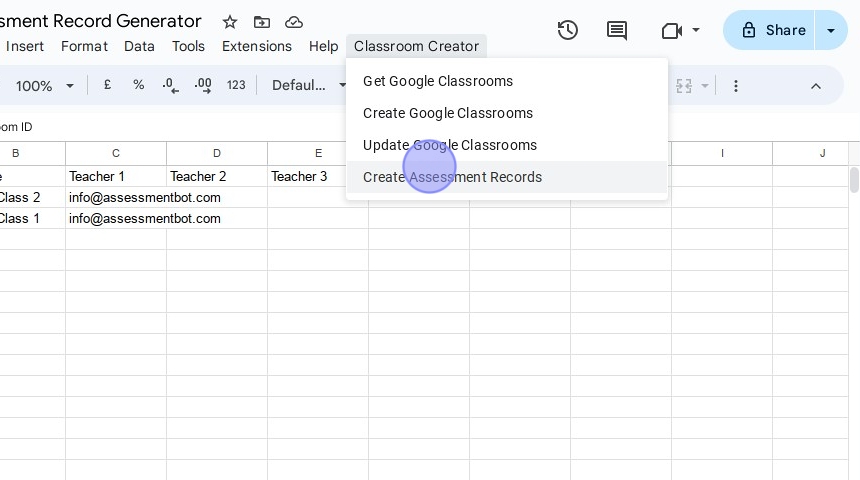 sment Record Generator
Share
Insert Format Data Tools Extensions Help Classroom Creator
100% £ % .0 .00 123 Defaul...
Get Google Classrooms
Create Google Classrooms
Update Google Classrooms
Create Assessment Records
oom ID
B C D E I J
e Teacher 1 Teacher 2 Teacher 3
Class 2 info@assessmentbot.com
Class 1 info@assessmentbot.com